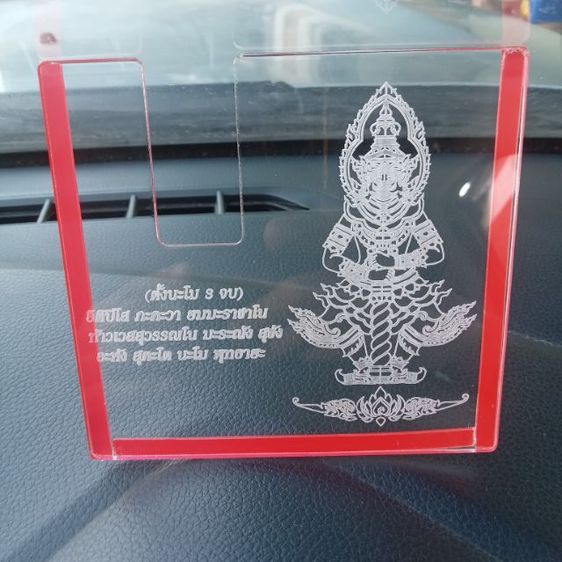 (ตั้งนะโม 3 จบ)
อิติปิโส ภะคะวา ยมมะราชาโน
ท้าวเวสสุวรรณโน มะระณัง สุขัง
อะหัง สุคะโต นะโม พุทธายะ